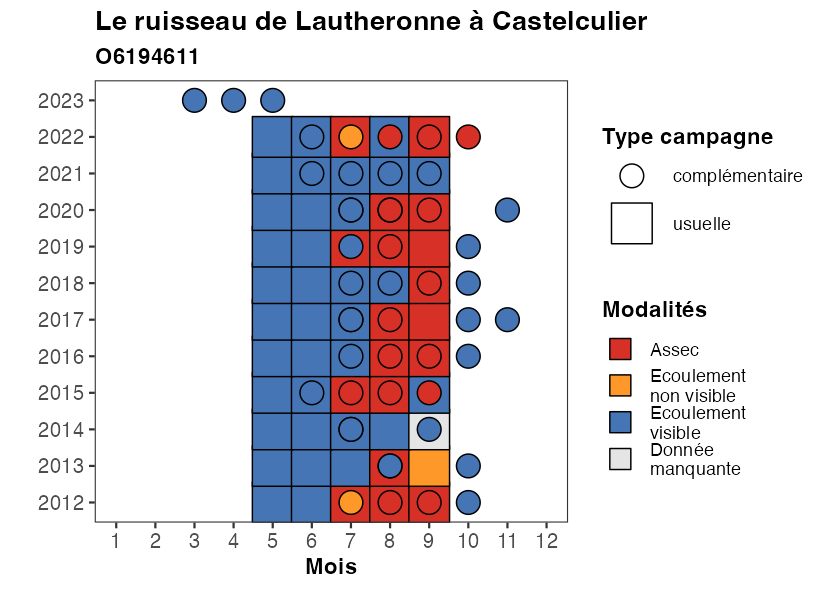 Le ruisseau de Lautheronne à Castelculier
O6194611
2023
2022
2021
2020
2019
2018
2017
2016
2015
2014
2013
2012
1 2 3 4 5 6 7 8 9 10 11 12
Mois
Type campagne
complémentaire
usuelle
Modalités
Assec
Ecoulement
non visible
Ecoulement
visible
Donnée
manquante